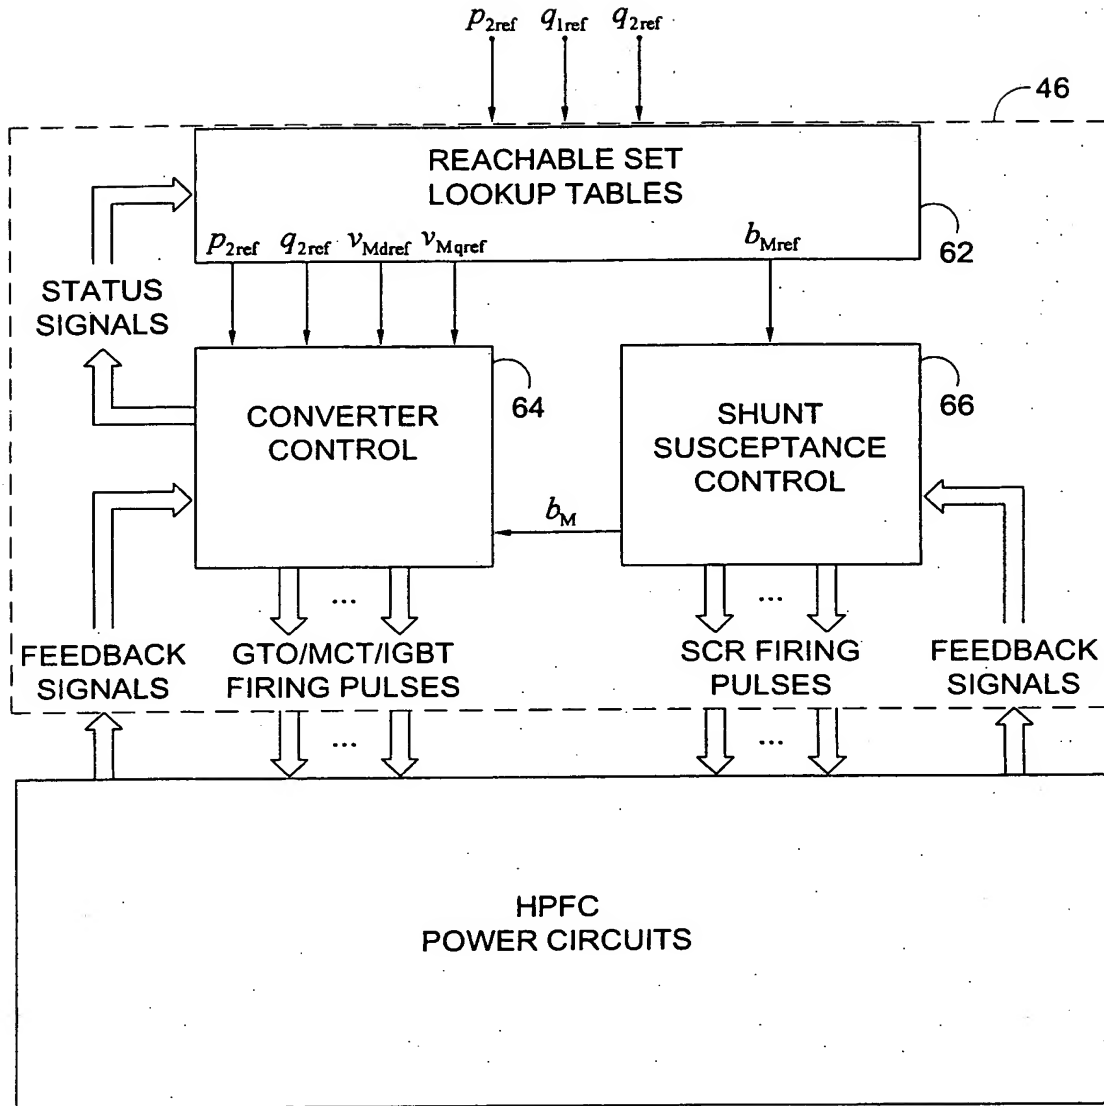 p2ref q1ref q2ref
46
REACHABLE SET
LOOKUP TABLES
p2ref q2ref vMdref vMqref bMref
62
STATUS
SIGNALS
64
66
CONVERTER
CONTROL
SHUNT
SUSCEPTANCE
CONTROL
bM
... ...
FEEDBACK
SIGNALS
GTO/MCT/IGBT
FIRING PULSES
SCR FIRING
PULSES
FEEDBACK
SIGNALS
... ...
HPFC
POWER CIRCUITS